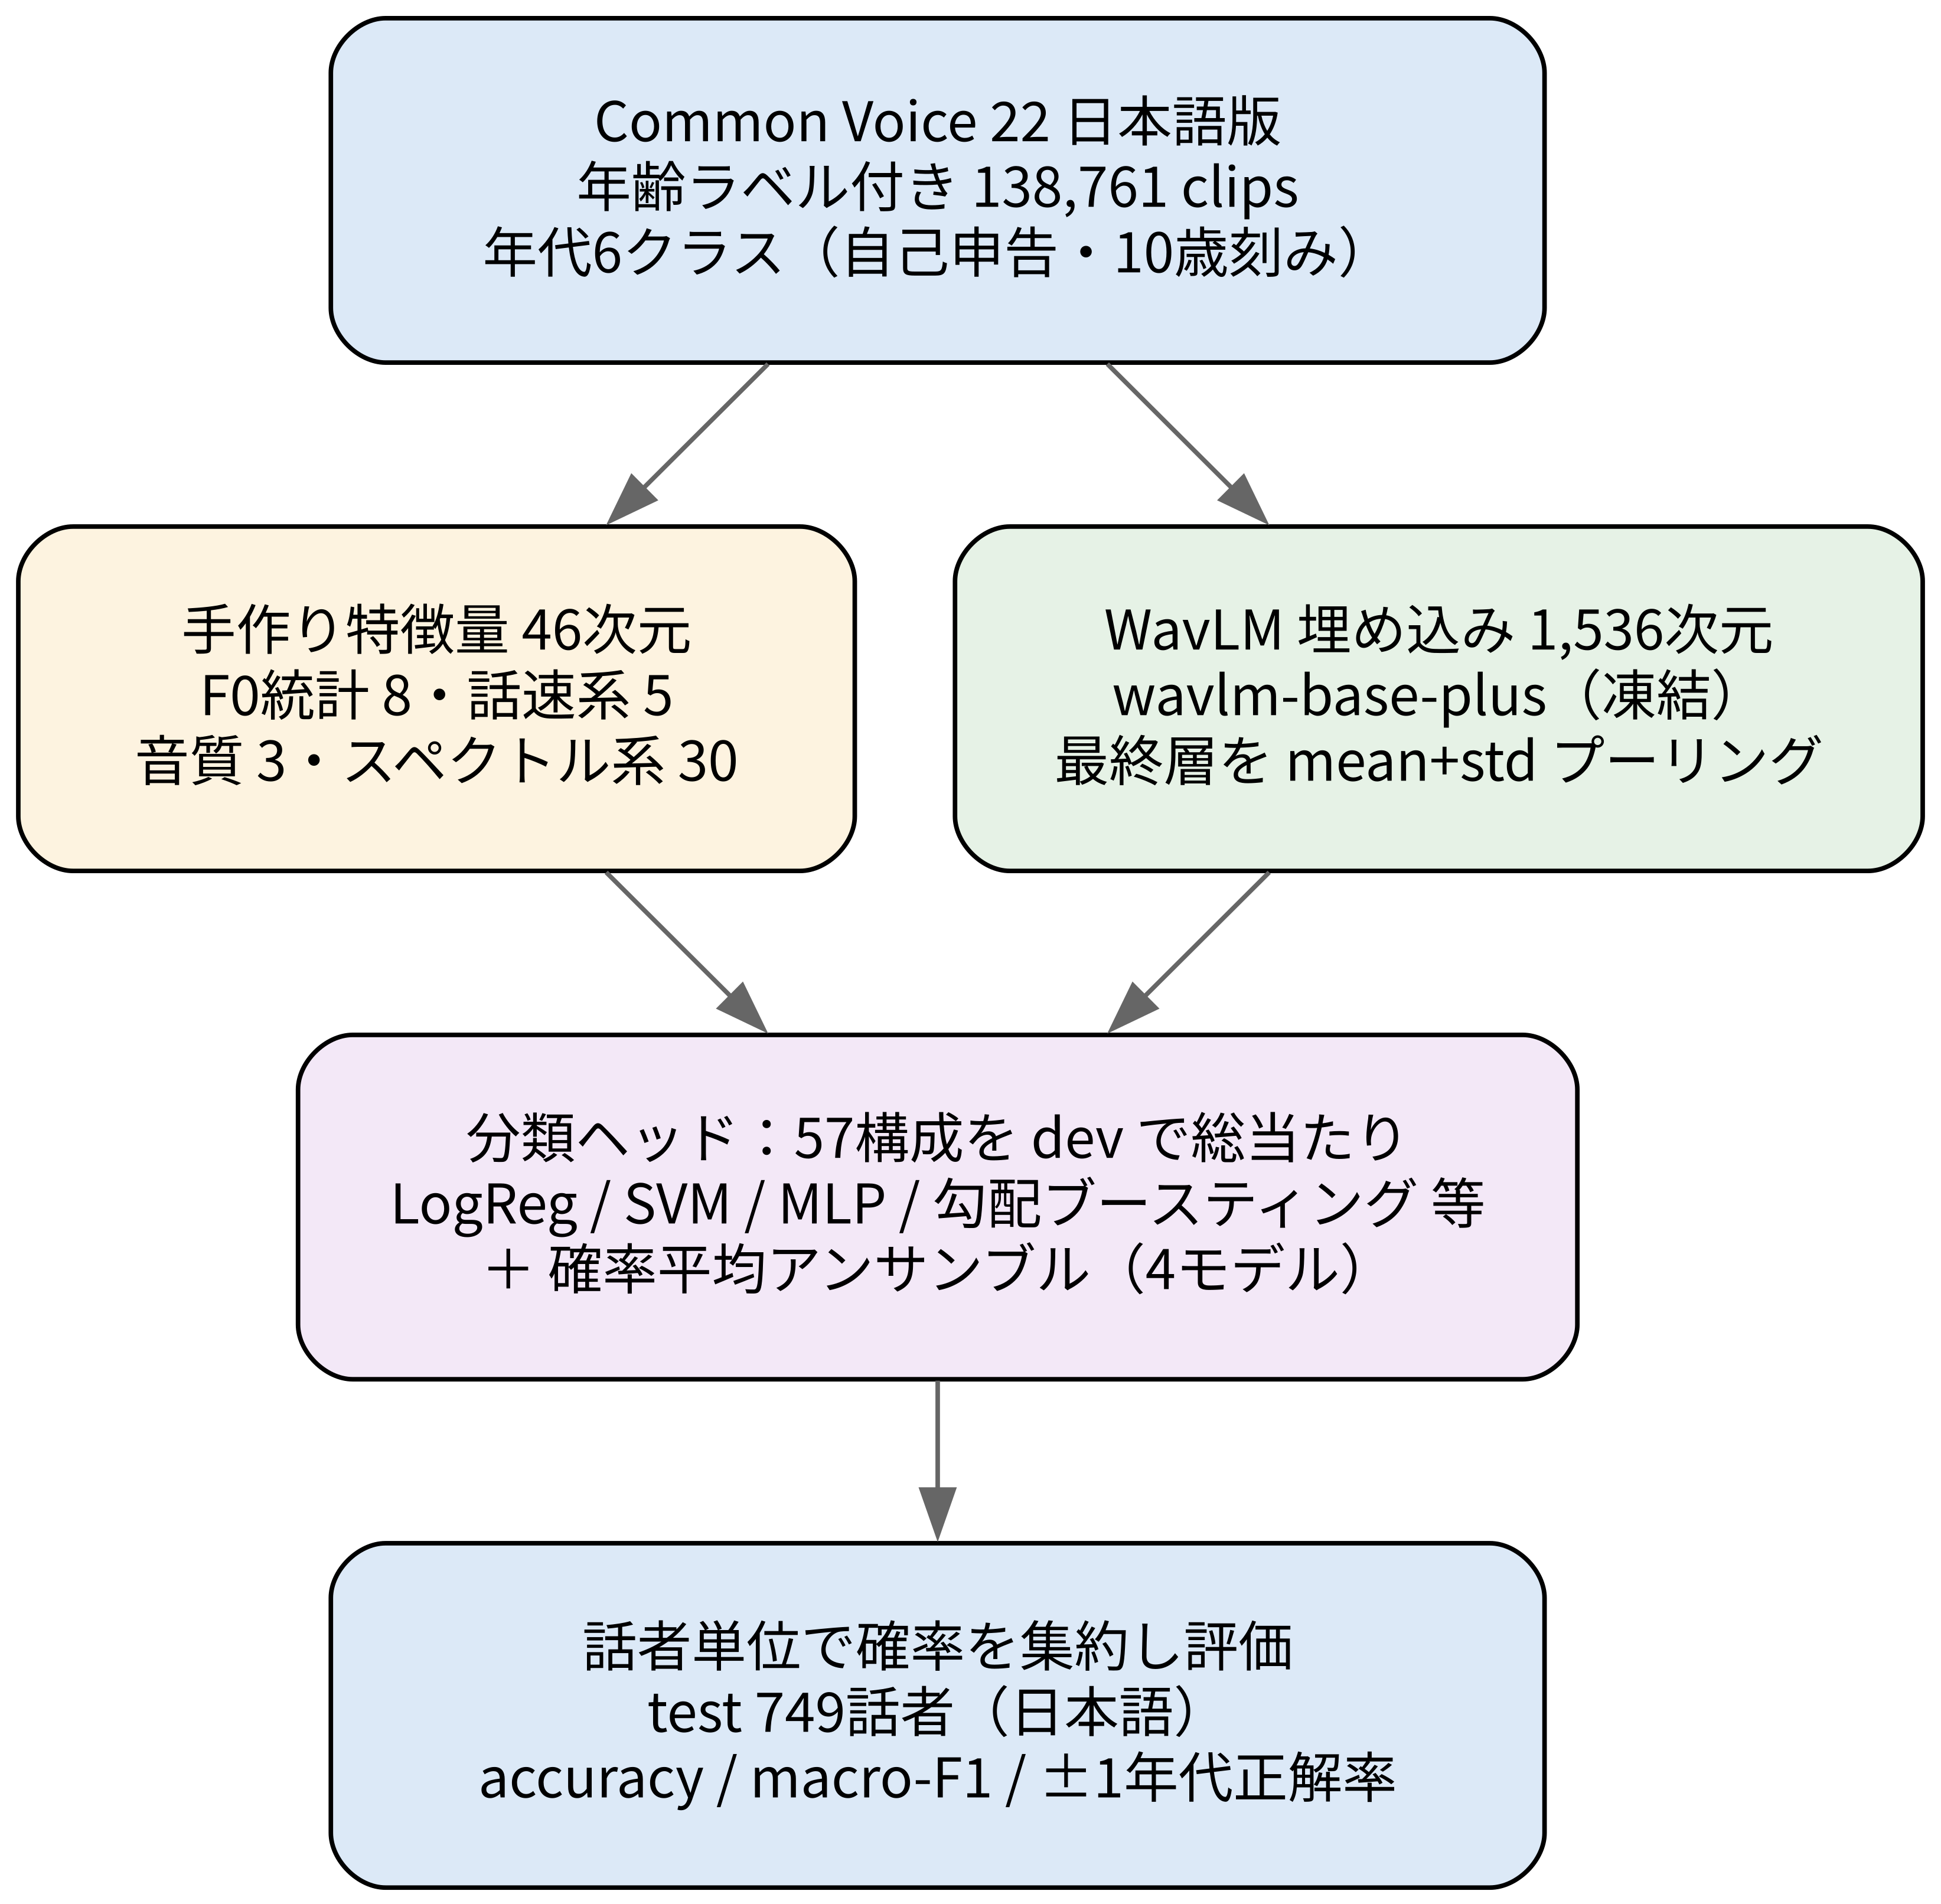 Common Voice 22 日本語版
年齢ラベル付き 138,761 clips
年代6クラス（自己申告・10歳刻み）
手作り特徴量 46次元
F0統計 8・話速系 5
音質 3・スペクトル系 30
WavLM 埋め込み 1,536次元
wavlm-base-plus（凍結）
最終層を mean+std プーリング
分類ヘッド：57構成を dev で総当たり
LogReg / SVM / MLP / 勾配ブースティング 等
＋ 確率平均アンサンブル（4モデル）
話者単位で確率を集約し評価
test 749話者（日本語）
accuracy / macro-F1 / ±1年代正解率